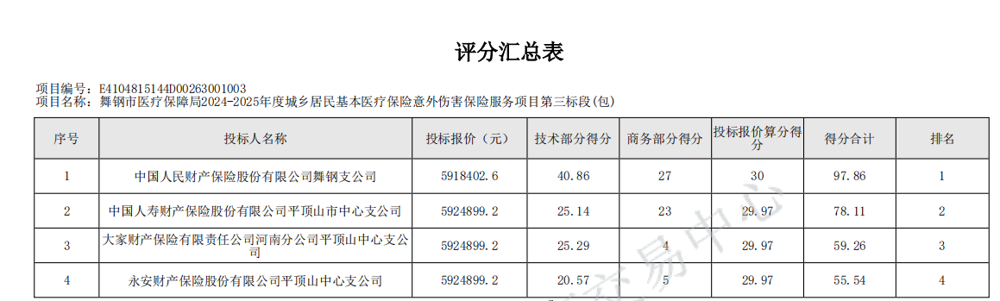 评分汇总表
项目编号：E4104815144D00263001003
项目名称：舞钢市医疗保障局2024-2025年度城乡居民基本医疗保险意外伤害保险服务项目第三标段(包)
序号 投标人名称 投标报价（元） 技术部分得分 商务部分得分 投标报价算分得分 得分合计 排名
1 中国人民财产保险股份有限公司舞钢支公司 5918402.6 40.86 27 30 97.86 1
2 中国人寿财产保险股份有限公司平顶山市中心支公司 5924899.2 25.14 23 29.97 78.11 2
3 大家财产保险有限责任公司河南分公司平顶山中心支公司 5924899.2 25.29 4 29.97 59.26 3
4 永安财产保险股份有限公司平顶山中心支公司 5924899.2 20.57 5 29.97 55.54 4
交易中心